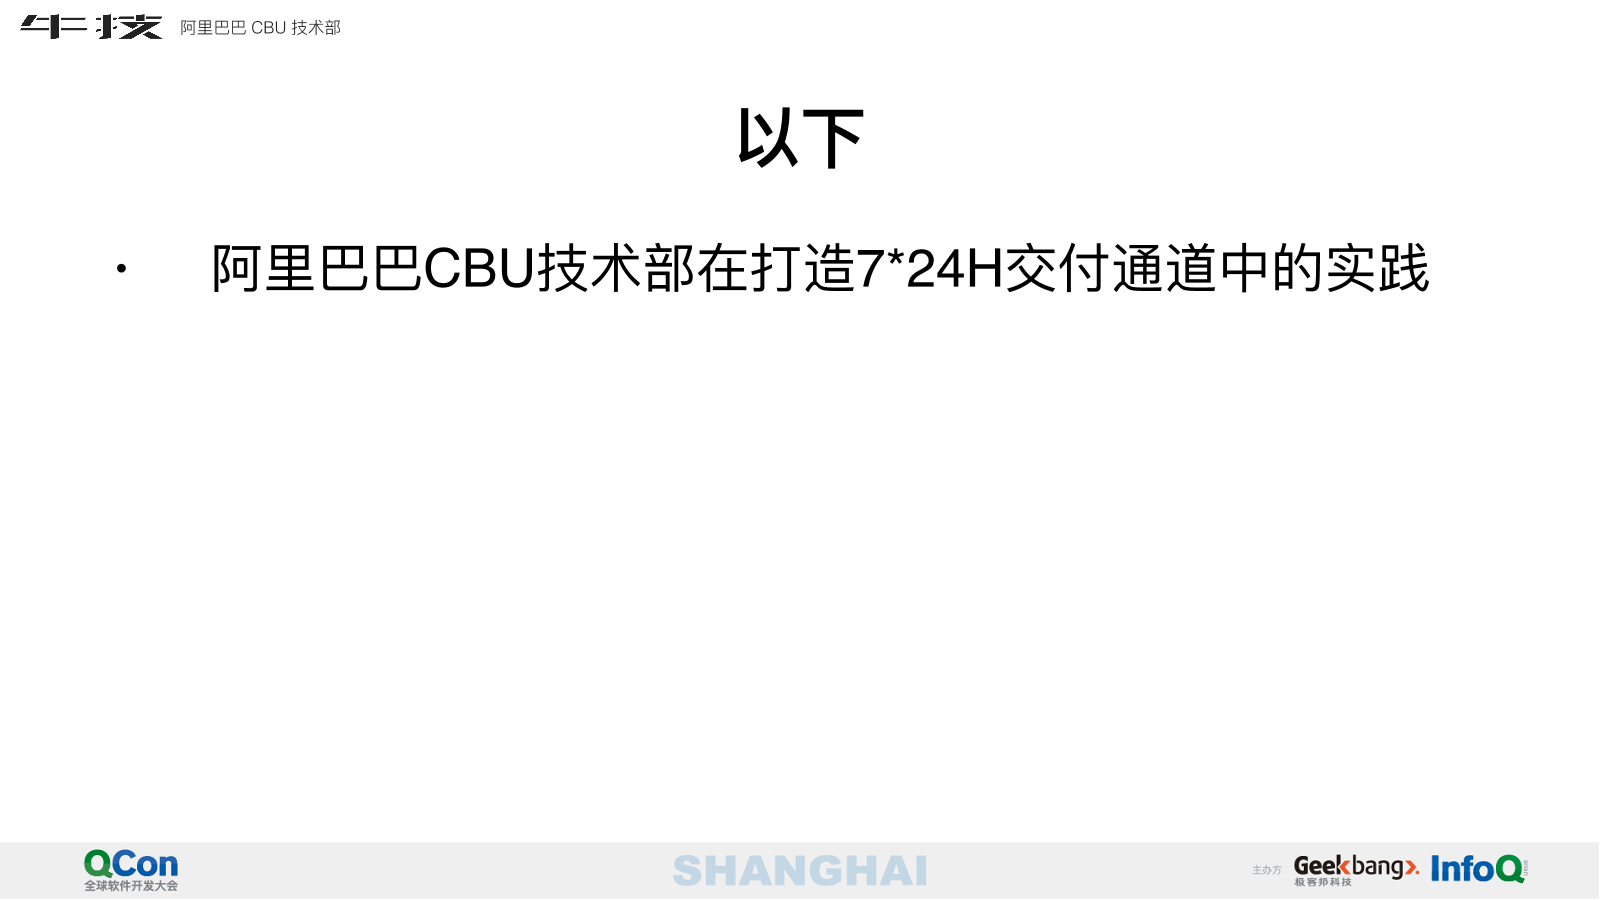 牛技 阿里巴巴 CBU 技术部
以下
• 阿里巴巴CBU技术部在打造7*24H交付通道中的实践
QCon
全球软件开发大会
SHANGHAI
主办方 Geekbang>.
极客邦科技
InfoQ